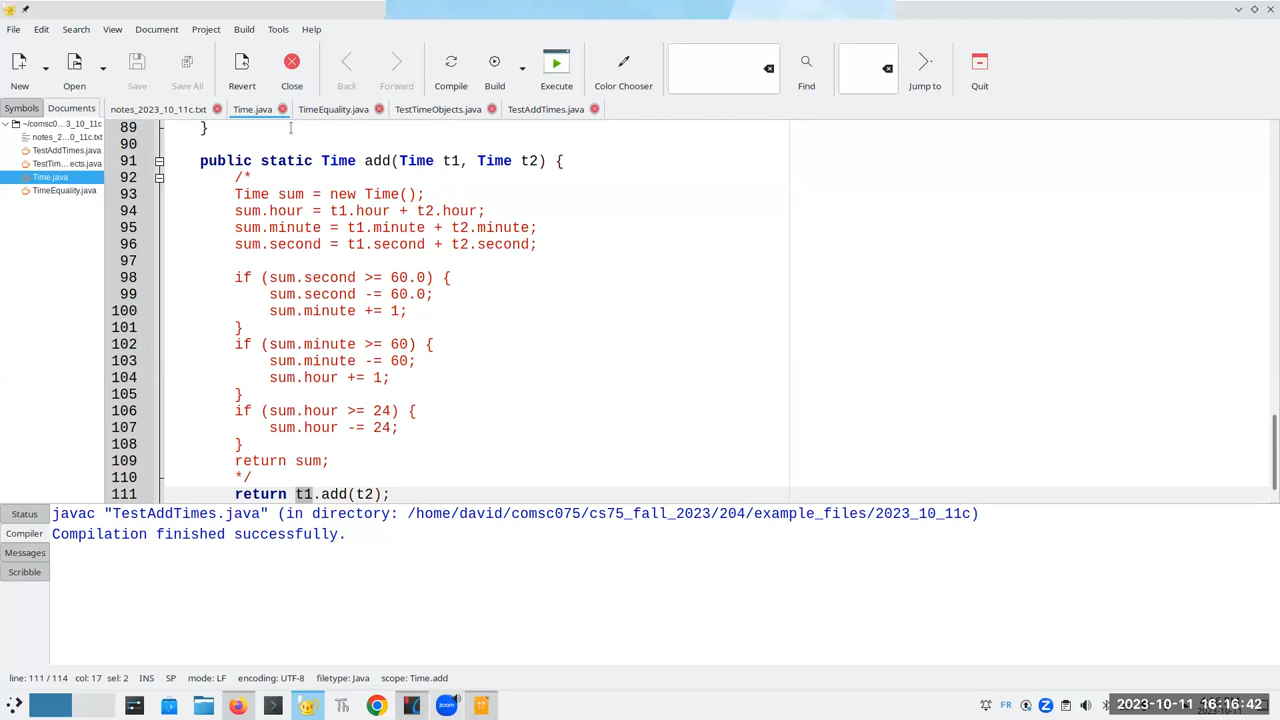 File Edit Search View Document Project Build Tools Help
New Open Save Save All Revert Close Back Forward Compile Build Execute Color Chooser Find Jump to Quit
Symbols Documents notes_2023_10_11c.txt Time.java TimeEquality.java TestTimeObjects.java TestAddTimes.java
~/comsc0...3_10_11c
notes_2...0_11c.txt
TestAddTimes.java
TestTim...ects.java
Time.java
TimeEquality.java
89 }
90
91 public static Time add(Time t1, Time t2) {
92 /*
93 Time sum = new Time();
94 sum.hour = t1.hour + t2.hour;
95 sum.minute = t1.minute + t2.minute;
96 sum.second = t1.second + t2.second;
97
98 if (sum.second >= 60.0) {
99 sum.second -= 60.0;
100 sum.minute += 1;
101 }
102 if (sum.minute >= 60) {
103 sum.minute -= 60;
104 sum.hour += 1;
105 }
106 if (sum.hour >= 24) {
107 sum.hour -= 24;
108 }
109 return sum;
110 */
111 return t1.add(t2);
Status
Compiler
Messages
Scribble
javac "TestAddTimes.java" (in directory: /home/david/comsc075/cs75_fall_2023/204/example_files/2023_10_11c)
Compilation finished successfully.
line: 111 / 114 col: 17 sel: 2 INS SP mode: LF encoding: UTF-8 filetype: Java scope: Time.add
Th zoom FR 2023-10-11 16:16:42